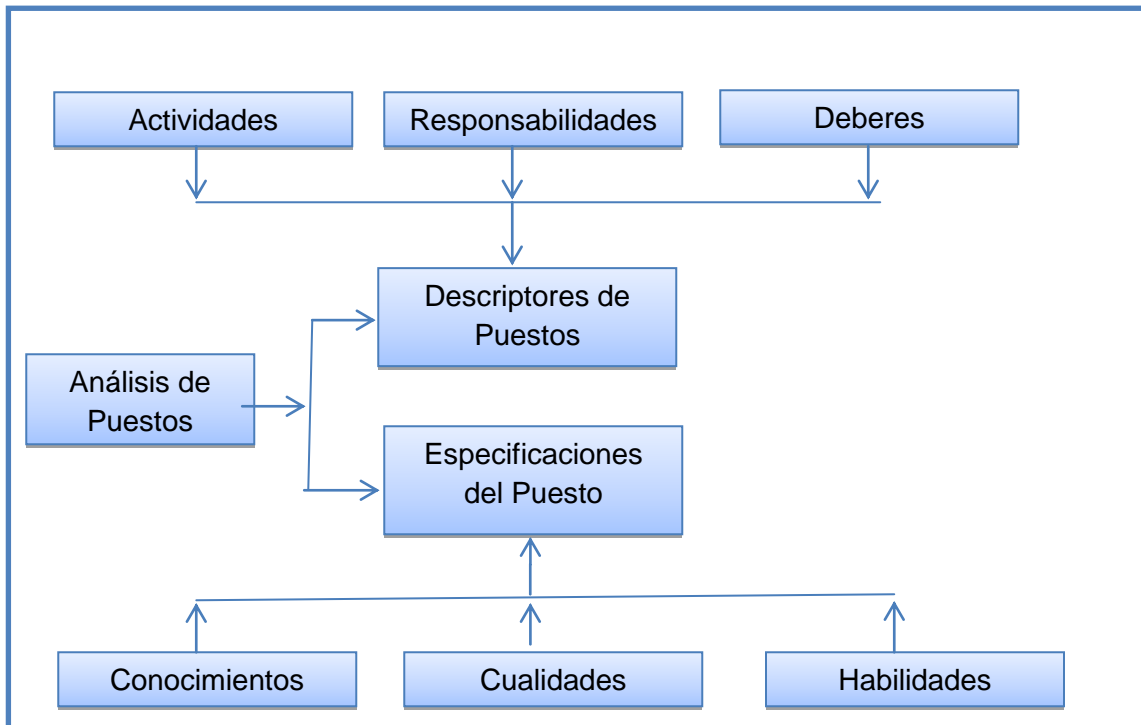 Actividades
Responsabilidades
Deberes
Descriptores de
Puestos
Análisis de
Puestos
Especificaciones
del Puesto
Conocimientos
Cualidades
Habilidades